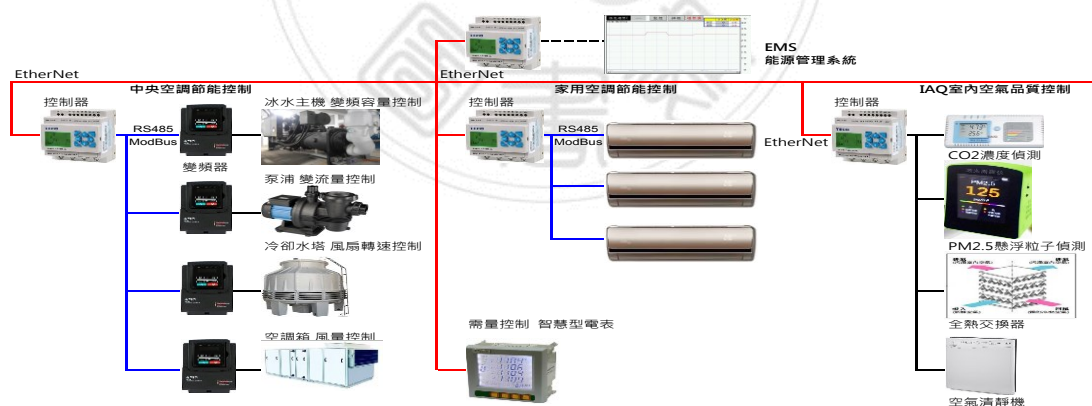 EMS
能源管理系統
EtherNet
EtherNet
中央空調節能控制
家用空調節能控制
IAQ室內空氣品質控制
控制器
冰水主機 變頻容量控制
控制器
控制器
RS485
ModBus
RS485
ModBus
EtherNet
變頻器
泵浦 變流量控制
CO2濃度偵測
PM2.5
125
冷卻水塔 風扇轉速控制
PM2.5懸浮粒子偵測
空調箱 風量控制
需量控制 智慧型電表
全熱交換器
空氣清靜機